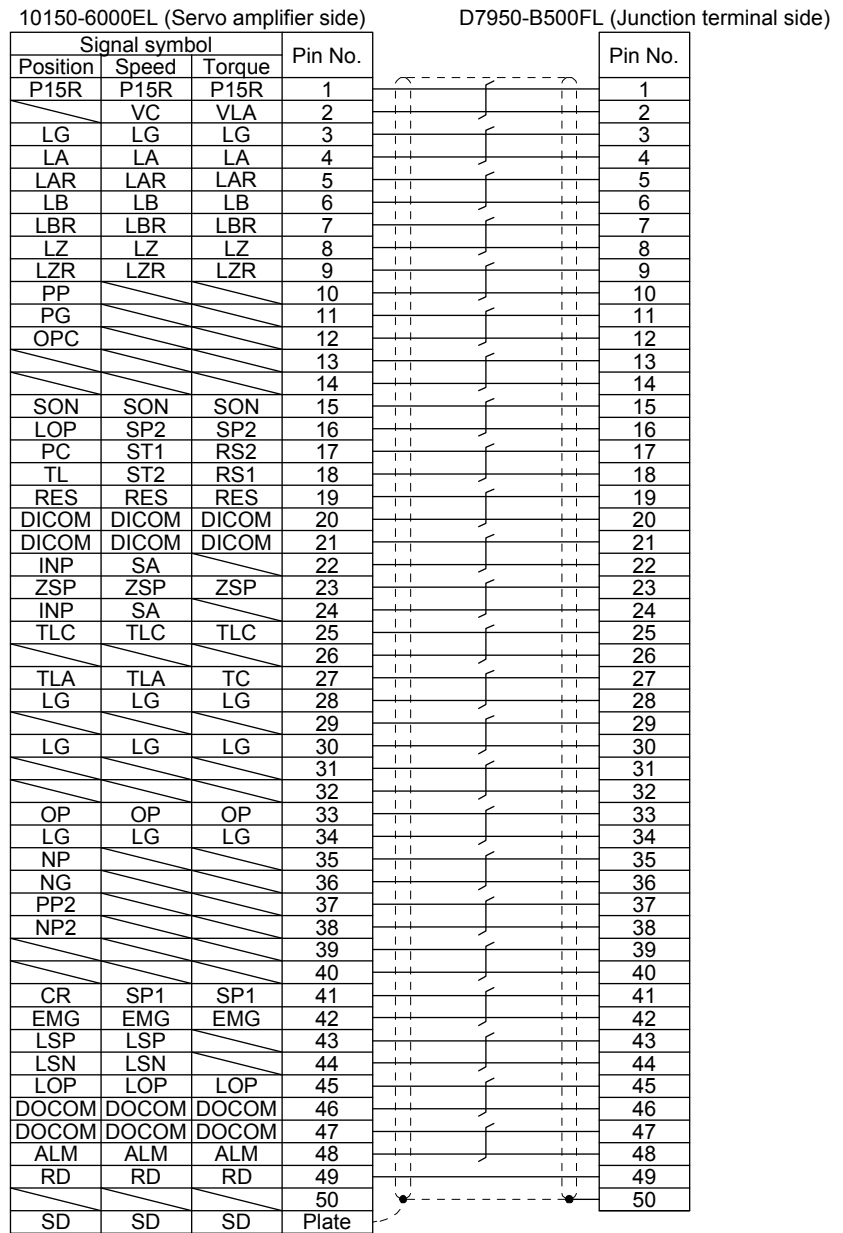 10150-6000EL (Servo amplifier side) D7950-B500FL (Junction terminal side)
Signal symbol Pin No. Pin No.
Position Speed Torque
P15R P15R P15R 1 1
VC VLA 2 2
LG LG LG 3 3
LA LA LA 4 4
LAR LAR LAR 5 5
LB LB LB 6 6
LBR LBR LBR 7 7
LZ LZ LZ 8 8
LZR LZR LZR 9 9
PP 10 10
PG 11 11
OPC 12 12
13 13
14 14
SON SON SON 15 15
LOP SP2 SP2 16 16
PC ST1 RS2 17 17
TL ST2 RS1 18 18
RES RES RES 19 19
DICOM DICOM DICOM 20 20
DICOM DICOM DICOM 21 21
INP SA 22 22
ZSP ZSP ZSP 23 23
INP SA 24 24
TLC TLC TLC 25 25
26 26
TLA TLA TC 27 27
LG LG LG 28 28
29 29
LG LG LG 30 30
31 31
32 32
OP OP OP 33 33
LG LG LG 34 34
NP 35 35
NG 36 36
PP2 37 37
NP2 38 38
39 39
40 40
CR SP1 SP1 41 41
EMG EMG EMG 42 42
LSP LSP 43 43
LSN LSN 44 44
LOP LOP LOP 45 45
DOCOM DOCOM DOCOM 46 46
DOCOM DOCOM DOCOM 47 47
ALM ALM ALM 48 48
RD RD RD 49 49
50 50
SD SD SD Plate